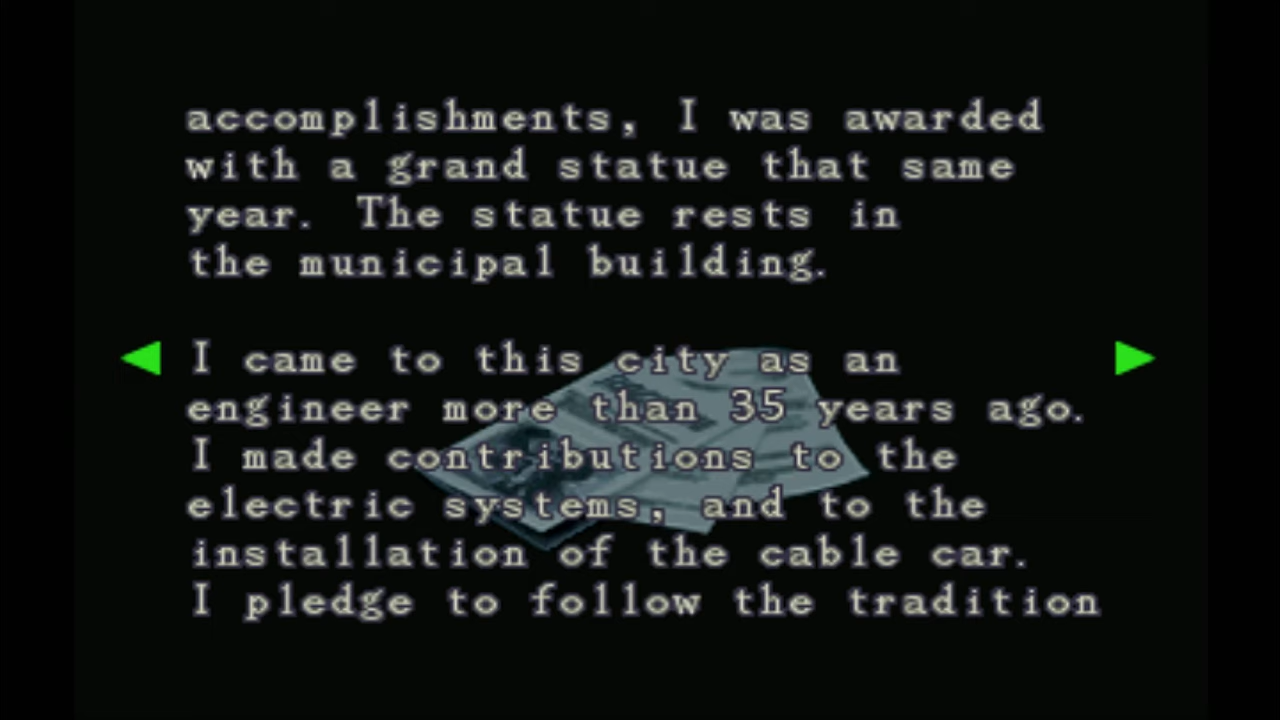 accomplishments, I was awarded
with a grand statue that same
year. The statue rests in
the municipal building.
I came to this city as an
engineer more than 35 years ago.
I made contributions to the
electric systems, and to the
installation of the cable car.
I pledge to follow the tradition